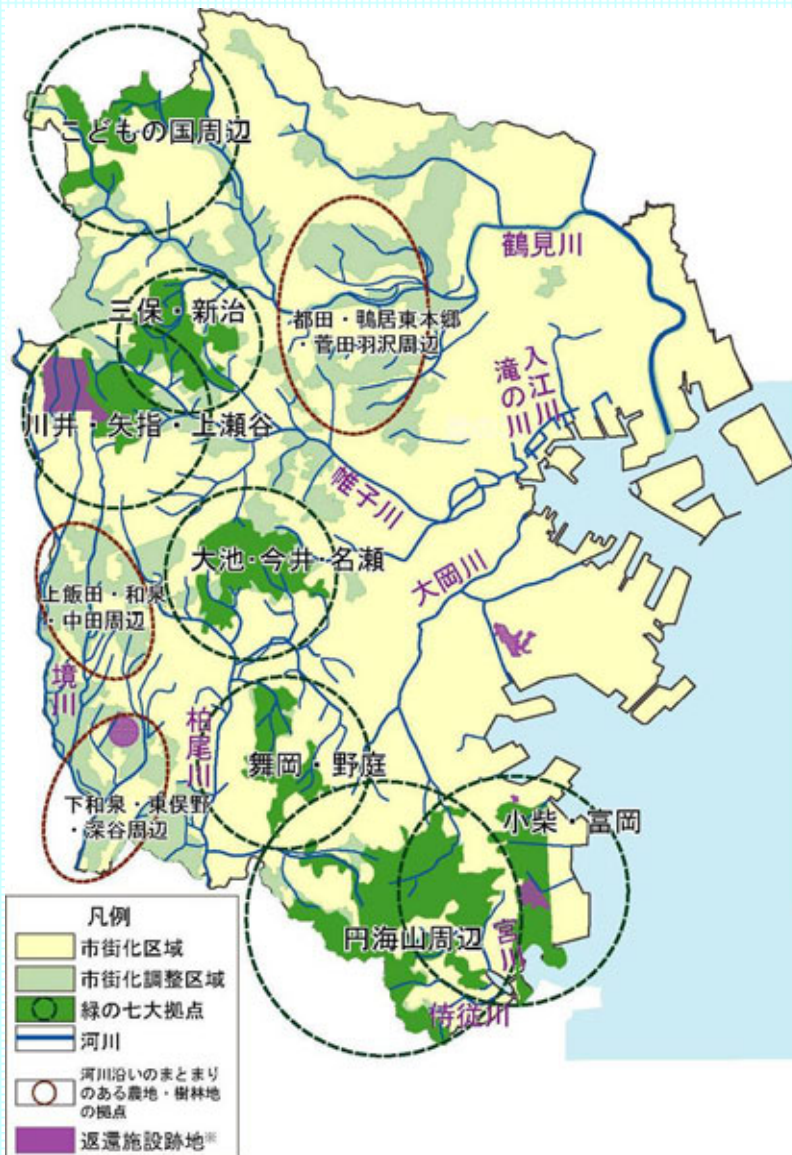 こどもの国周辺
鶴見川
三保・新治
都田・鴨居東本郷
・菅田羽沢周辺
入江川
滝の川
川井・矢指・上瀬谷
帷子川
大池・今井・名瀬
大岡川
上飯田・和泉
・中田周辺
境川
柏尾川
舞岡・野庭
下和泉・東俣野
・深谷周辺
小柴・富岡
円海山周辺
宮川
侍従川
凡例
市街化区域
市街化調整区域
緑の七大拠点
河川
河川沿いのまとまり
のある農地・樹林地
の拠点
返還施設跡地※